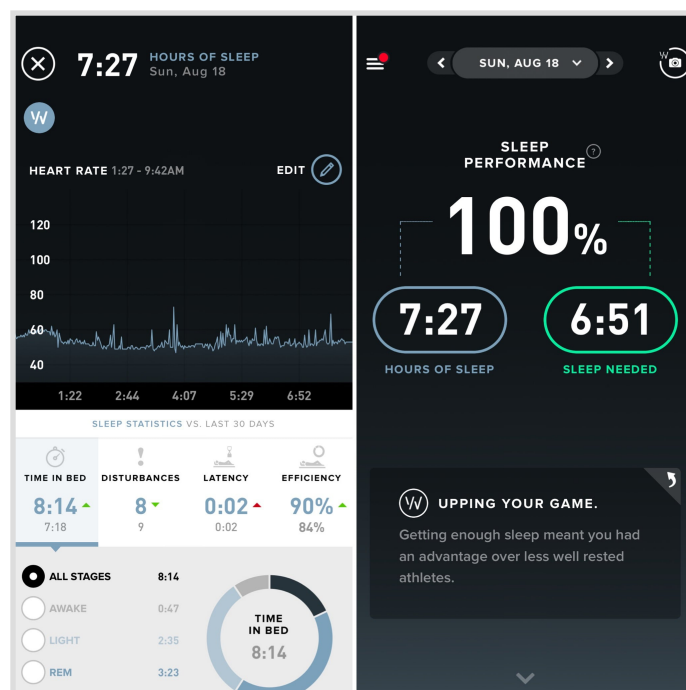 7:27
HOURS OF SLEEP
Sun, Aug 18
W
HEART RATE 1:27 - 9:42AM
EDIT
120
100
80
60
40
1:22 2:44 4:07 5:29 6:52
SLEEP STATISTICS VS. LAST 30 DAYS
TIME IN BED DISTURBANCES LATENCY EFFICIENCY
8:14 8 0:02 90%
7:18 9 0:02 84%
ALL STAGES 8:14
AWAKE 0:47
LIGHT 2:35
REM 3:23
TIME
IN BED
8:14
SUN, AUG 18
W
SLEEP
PERFORMANCE ?
100%
7:27 6:51
HOURS OF SLEEP SLEEP NEEDED
W UPPING YOUR GAME.
Getting enough sleep meant you had
an advantage over less well rested
athletes.